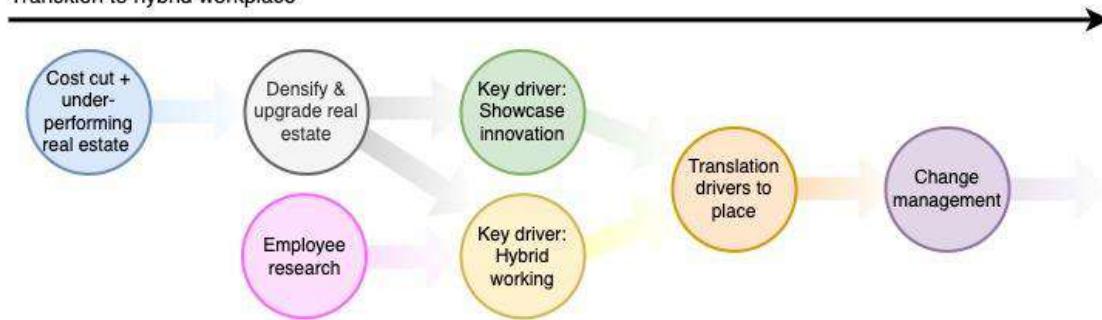 Transition to hybrid workplace
Cost cut +
under-
performing
real estate
Densify &
upgrade real
estate
Key driver:
Showcase
innovation
Employee
research
Key driver:
Hybrid
working
Translation
drivers to
place
Change
management